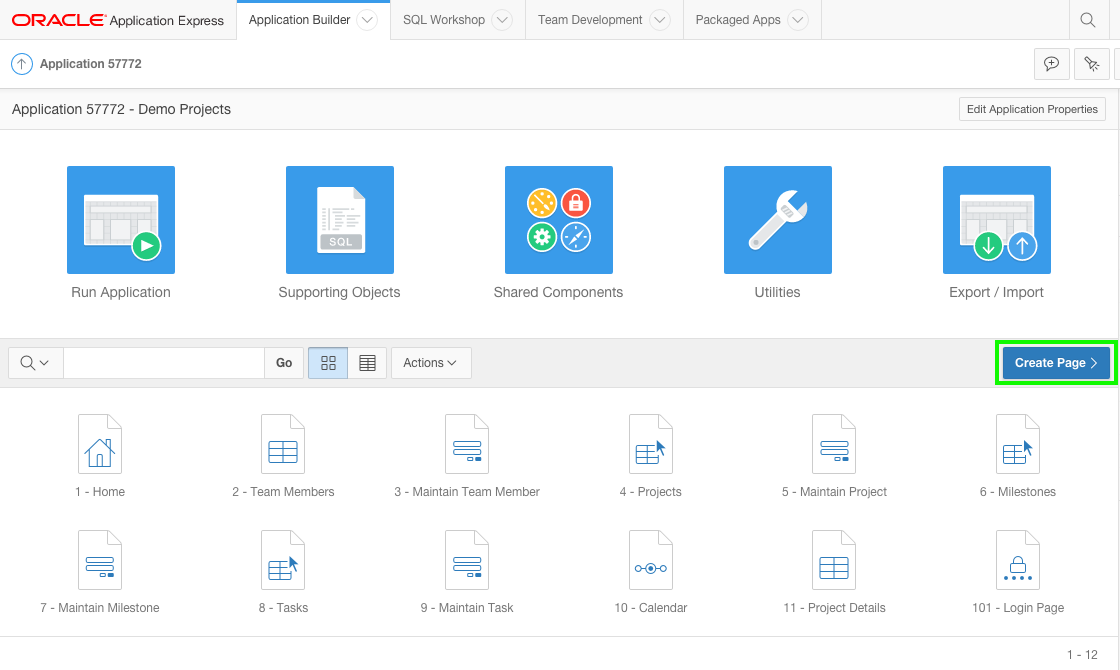 ORACLE Application Express Application Builder SQL Workshop Team Development Packaged Apps
Application 57772
Application 57772 - Demo Projects Edit Application Properties
SQL
Run Application Supporting Objects Shared Components Utilities Export / Import
Go Actions Create Page
1 - Home 2 - Team Members 3 - Maintain Team Member 4 - Projects 5 - Maintain Project 6 - Milestones
7 - Maintain Milestone 8 - Tasks 9 - Maintain Task 10 - Calendar 11 - Project Details 101 - Login Page
1 - 12